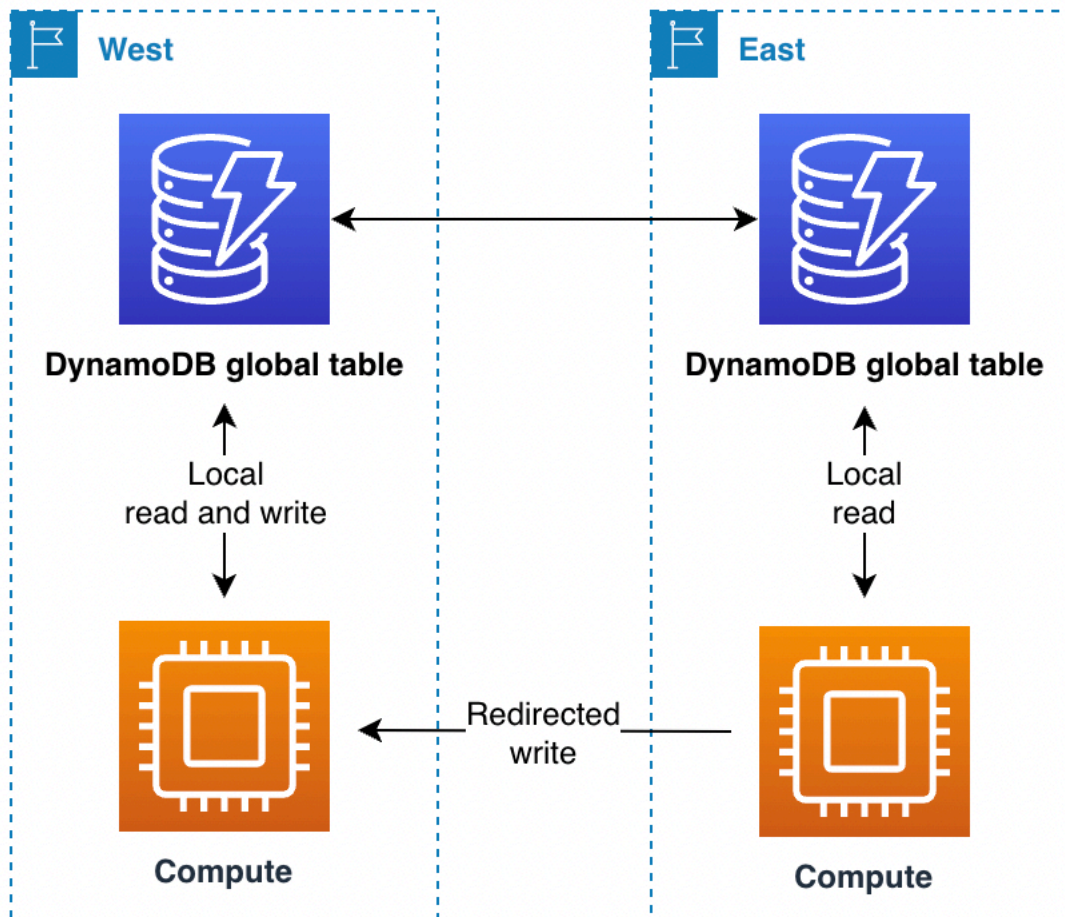 West
East
DynamoDB global table
DynamoDB global table
Local
read and write
Local
read
Redirected
write
Compute
Compute